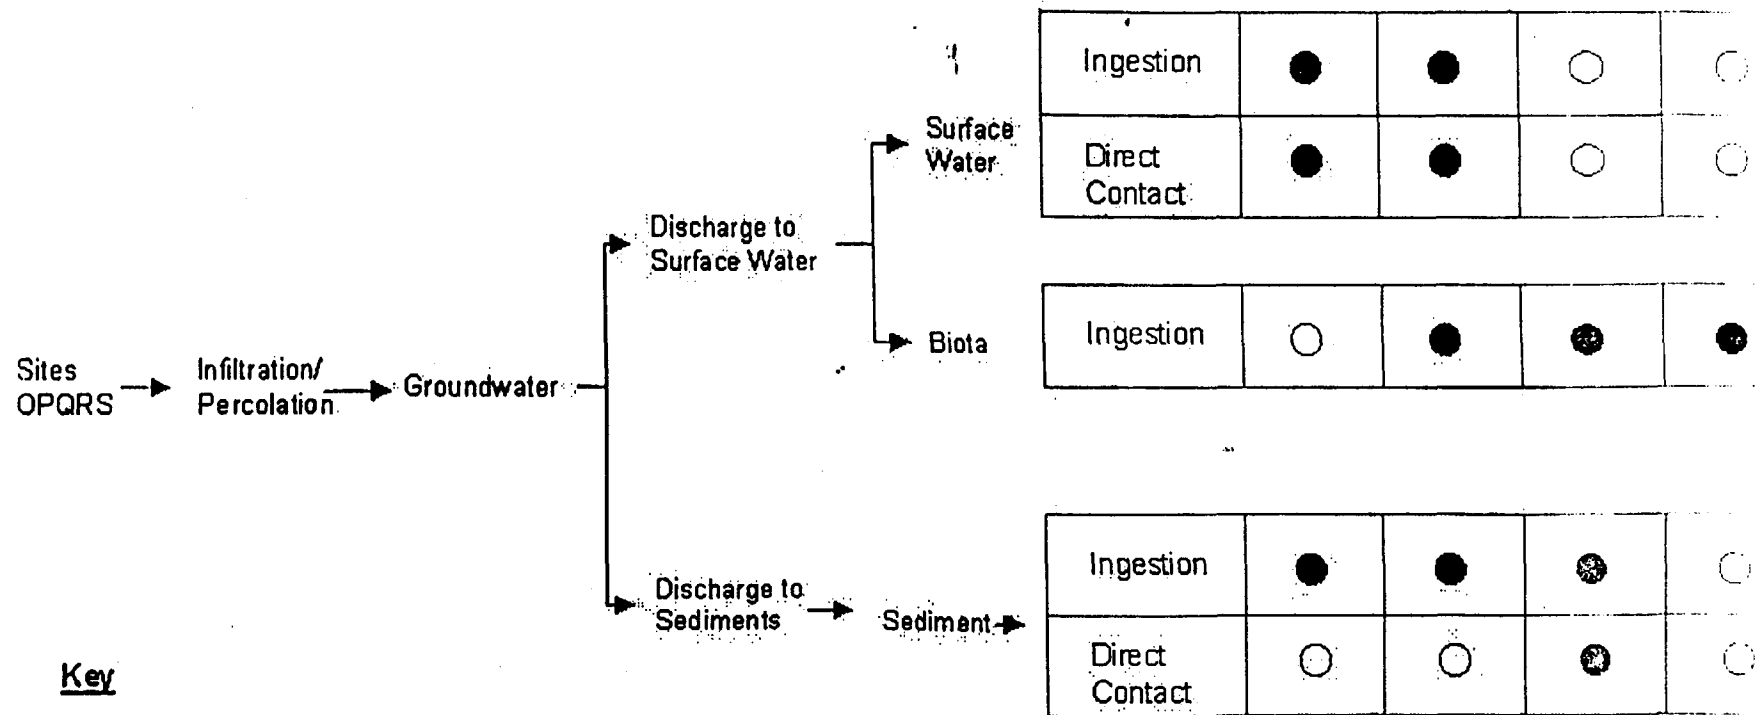 Ingestion
Surface
Water
Direct
Contact
Discharge to
Surface Water
Ingestion
Biota
Sites
OPQRS
Infiltration/
Percolation
Groundwater
Ingestion
Discharge to
Sediments
Sediment
Direct
Contact
Key